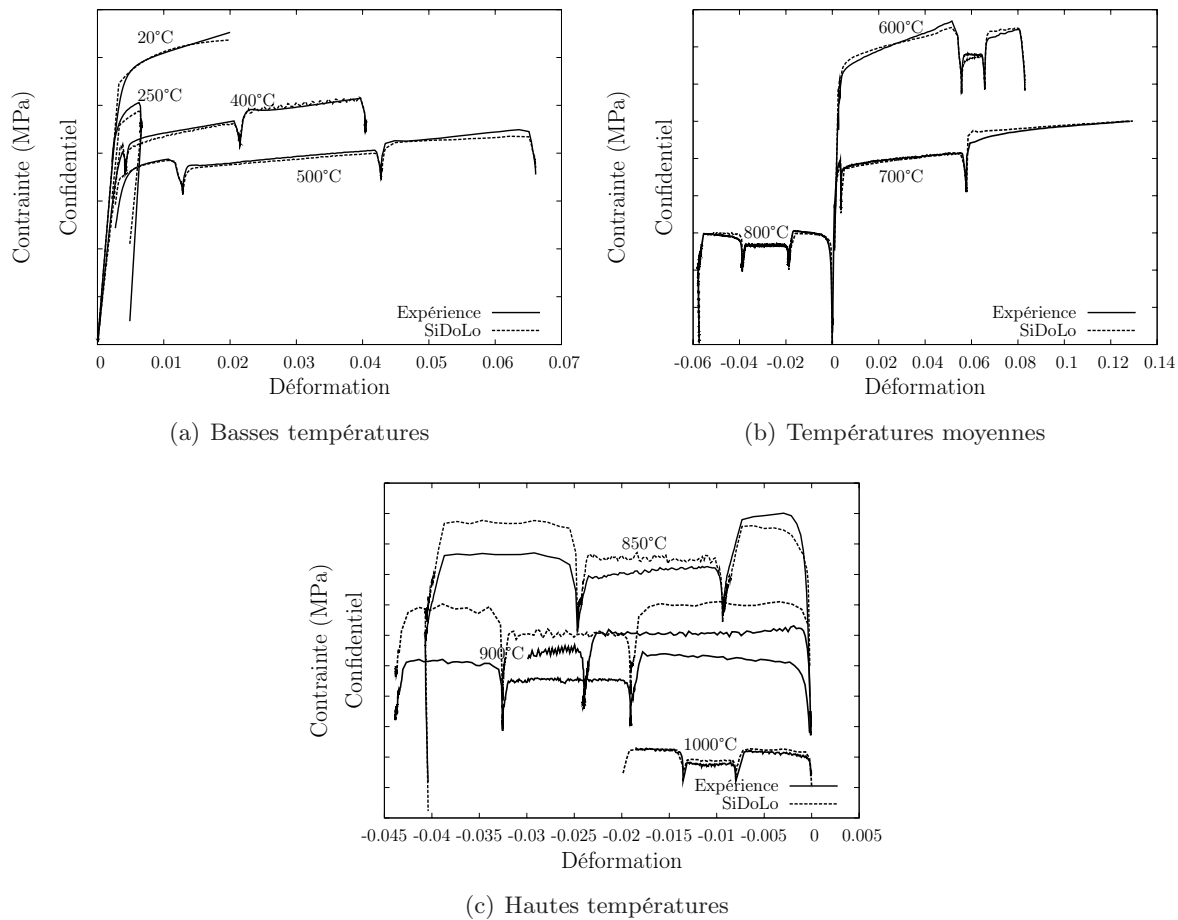 Contrainte (MPa)
Confidentiel
20°C
250°C
400°C
500°C
Expérience
SiDoLo
0 0.01 0.02 0.03 0.04 0.05 0.06 0.07
Déformation
(a) Basses températures
Contrainte (MPa)
Confidentiel
600°C
700°C
800°C
Expérience
SiDoLo
-0.06 -0.04 -0.02 0 0.02 0.04 0.06 0.08 0.1 0.12 0.14
Déformation
(b) Températures moyennes
Contrainte (MPa)
Confidentiel
850°C
900°C
1000°C
Expérience
SiDoLo
-0.045 -0.04 -0.035 -0.03 -0.025 -0.02 -0.015 -0.01 -0.005 0 0.005
Déformation
(c) Hautes températures